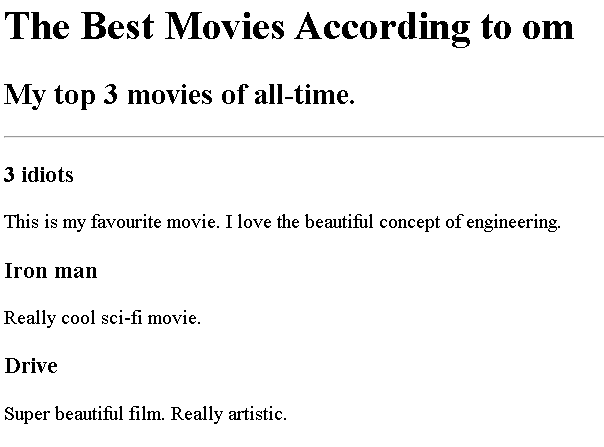 The Best Movies According to om
My top 3 movies of all-time.
3 idiots
This is my favourite movie. I love the beautiful concept of engineering.
Iron man
Really cool sci-fi movie.
Drive
Super beautiful film. Really artistic.